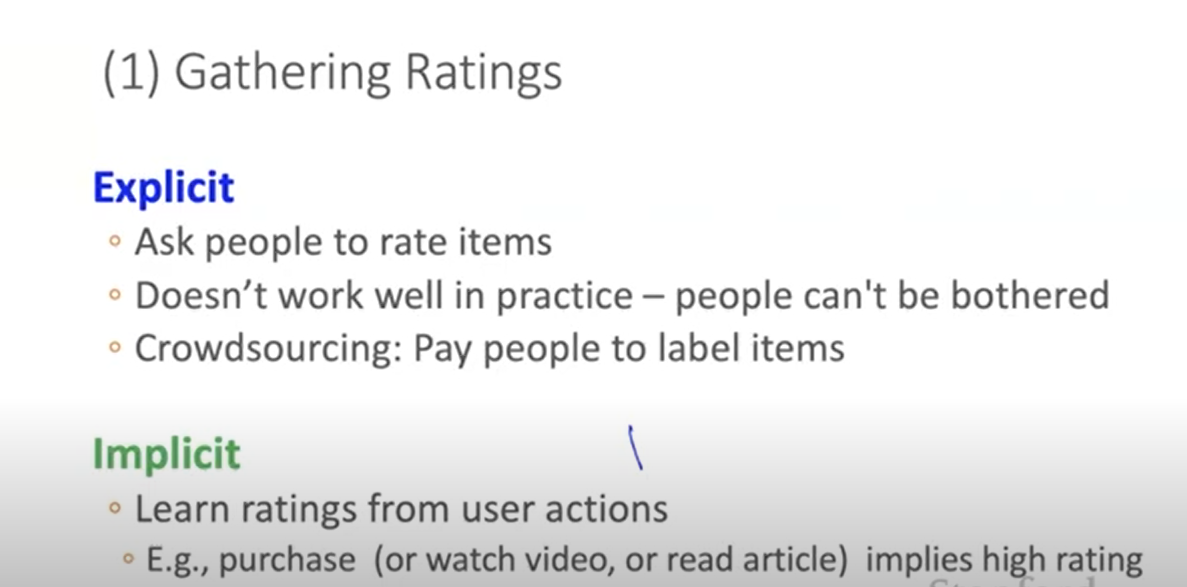 (1) Gathering Ratings
Explicit
◦ Ask people to rate items
◦ Doesn’t work well in practice – people can't be bothered
◦ Crowdsourcing: Pay people to label items
Implicit
◦ Learn ratings from user actions
◦ E.g., purchase (or watch video, or read article) implies high rating